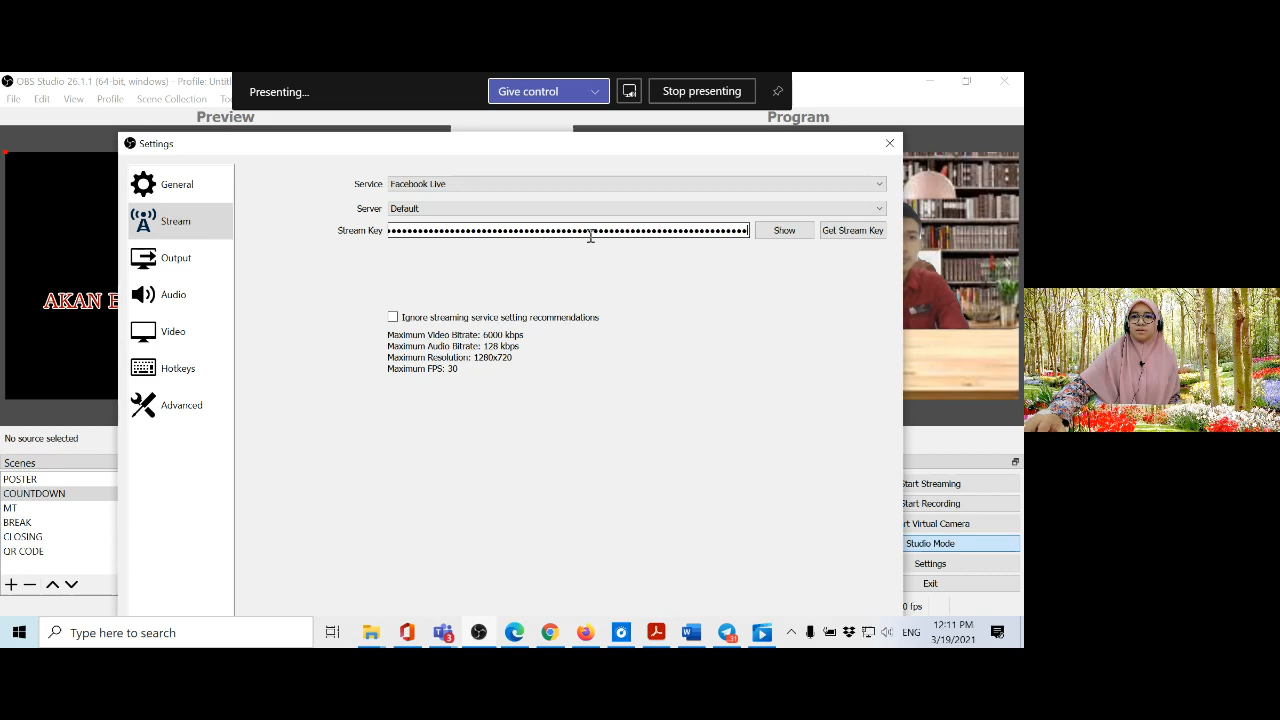 OBS Studio 26.1.1 (64-bit, windows) - Profile: Untitl
Presenting...
Give control
Stop presenting
File Edit View Profile Scene Collection
Preview
Program
Settings
General
Stream
Output
Audio
Video
Hotkeys
Advanced
Service Facebook Live
Server Default
Stream Key
Show
Get Stream Key
Ignore streaming service setting recommendations
Maximum Video Bitrate: 6000 kbps
Maximum Audio Bitrate: 128 kbps
Maximum Resolution: 1280x720
Maximum FPS: 30
AKAN
No source selected
Scenes
POSTER
COUNTDOWN
MT
BREAK
CLOSING
QR CODE
Start Streaming
Start Recording
rt Virtual Camera
Studio Mode
Settings
Exit
0 fps
Type here to search
3
31
ENG
12:11 PM
3/19/2021